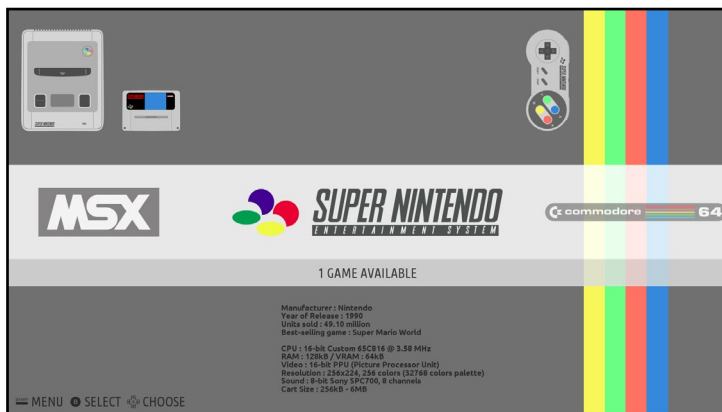 MSX
SUPER NINTENDO
ENTERTAINMENT SYSTEM
commodore 64
1 GAME AVAILABLE
Manufacturer : Nintendo
Year of Release : 1990
Units sold : 49.10 million
Best-selling game : Super Mario World
CPU : 16-bit Custom 65C816 @ 3.58 MHz
RAM : 128kB / VRAM : 64kB
Video : 16-bit PPU (Picture Processor Unit)
Resolution : 256x224, 256 colors (32768 colors palette)
Sound : 8-bit Sony SPC700, 8 channels
Cart Size : 256kB - 6MB
MENU SELECT CHOOSE